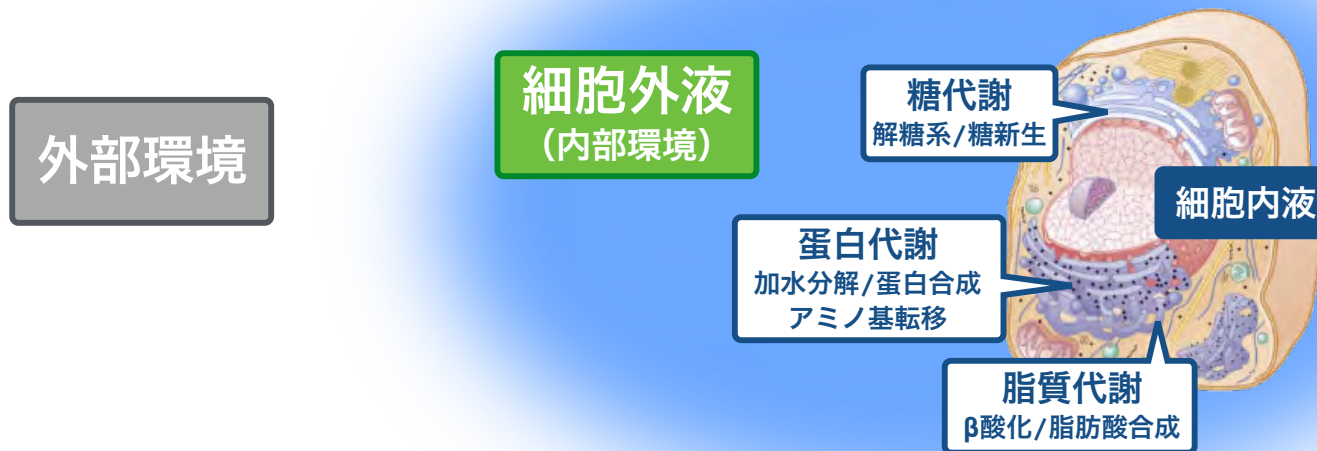 外部環境
細胞外液
（内部環境）
糖代謝
解糖系/糖新生
細胞内液
蛋白代謝
加水分解/蛋白合成
アミノ基転移
脂質代謝
β酸化/脂肪酸合成